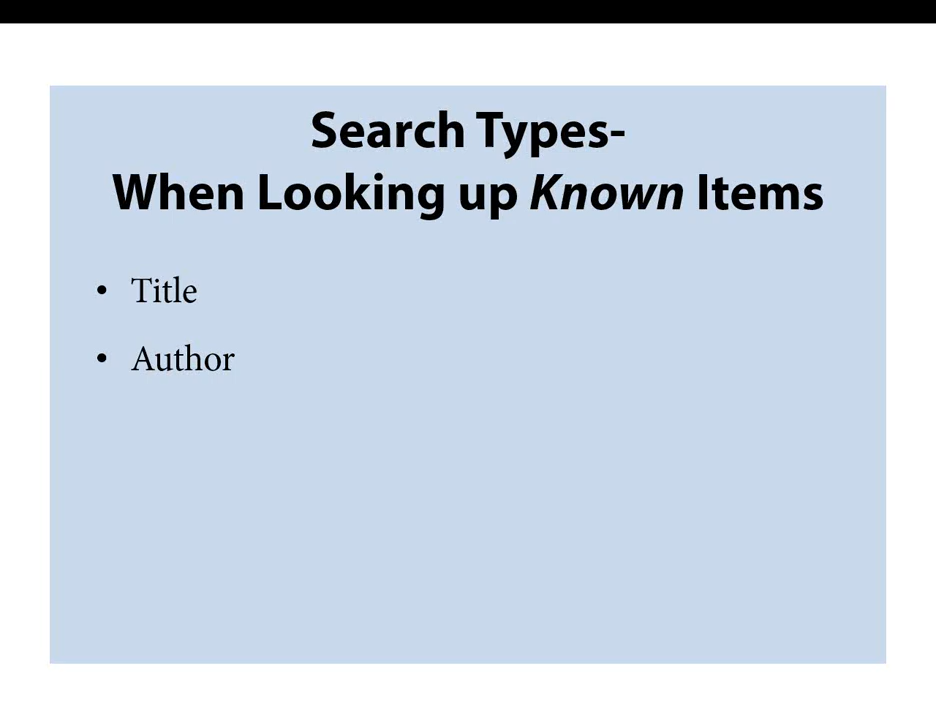 Search Types-
When Looking up Known Items
• Title
• Author